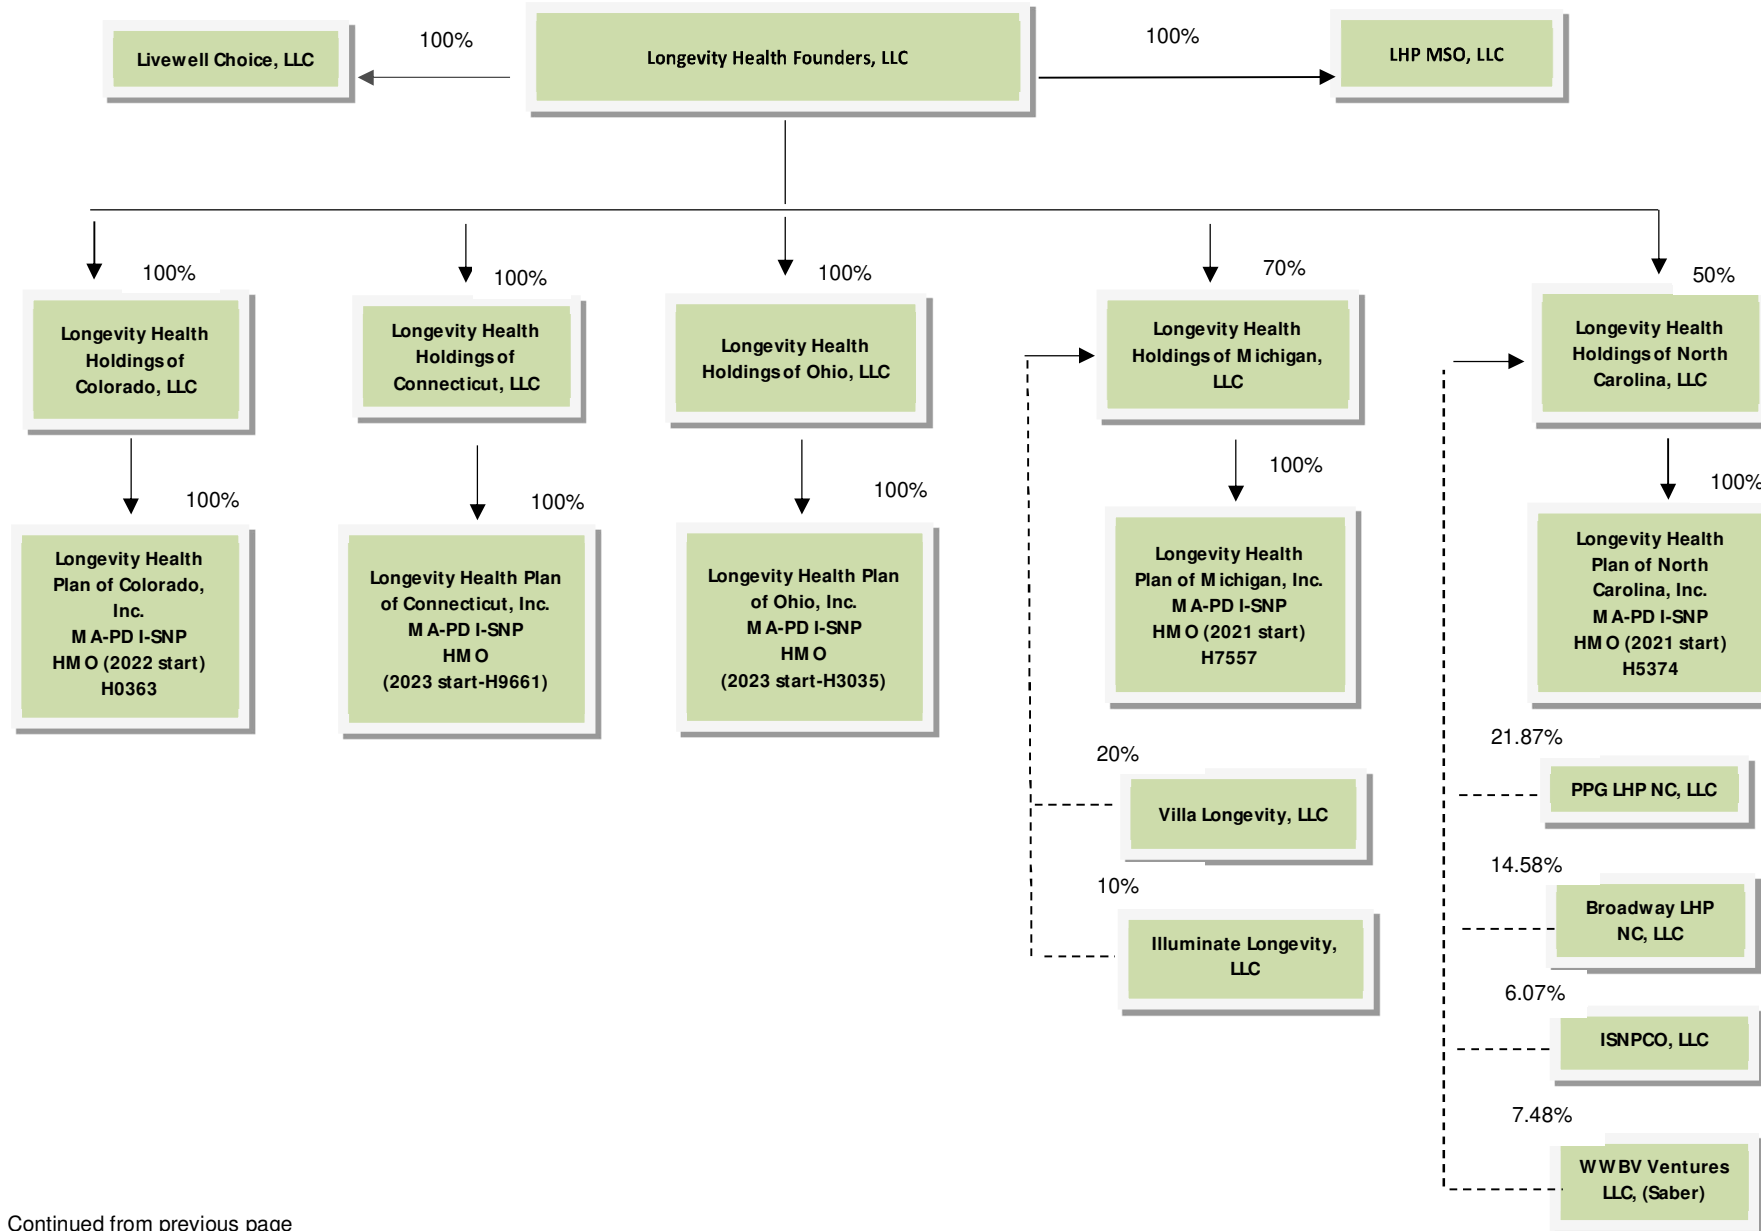 Livewell Choice, LLC
100%
Longevity Health Founders, LLC
100%
LHP MSO, LLC
100%
Longevity Health
Holdings of
Colorado, LLC
100%
Longevity Health
Plan of Colorado,
Inc.
MA-PD I-SNP
HMO (2022 start)
H0363
100%
Longevity Health
Holdings of
Connecticut, LLC
100%
Longevity Health Plan
of Connecticut, Inc.
MA-PD I-SNP
HMO
(2023 start-H9661)
100%
Longevity Health
Holdings of Ohio, LLC
100%
Longevity Health Plan
of Ohio, Inc.
MA-PD I-SNP
HMO
(2023 start-H3035)
70%
Longevity Health
Holdings of Michigan,
LLC
100%
Longevity Health
Plan of Michigan, Inc.
MA-PD I-SNP
HMO (2021 start)
H7557
20%
Villa Longevity, LLC
10%
Illuminate Longevity,
LLC
50%
Longevity Health
Holdings of North
Carolina, LLC
100%
Longevity Health
Plan of North
Carolina, Inc.
MA-PD I-SNP
HMO (2021 start)
H5374
21.87%
PPG LHP NC, LLC
14.58%
Broadway LHP
NC, LLC
6.07%
ISNPCO, LLC
7.48%
WWBV Ventures
LLC, (Saber)
Continued from previous page